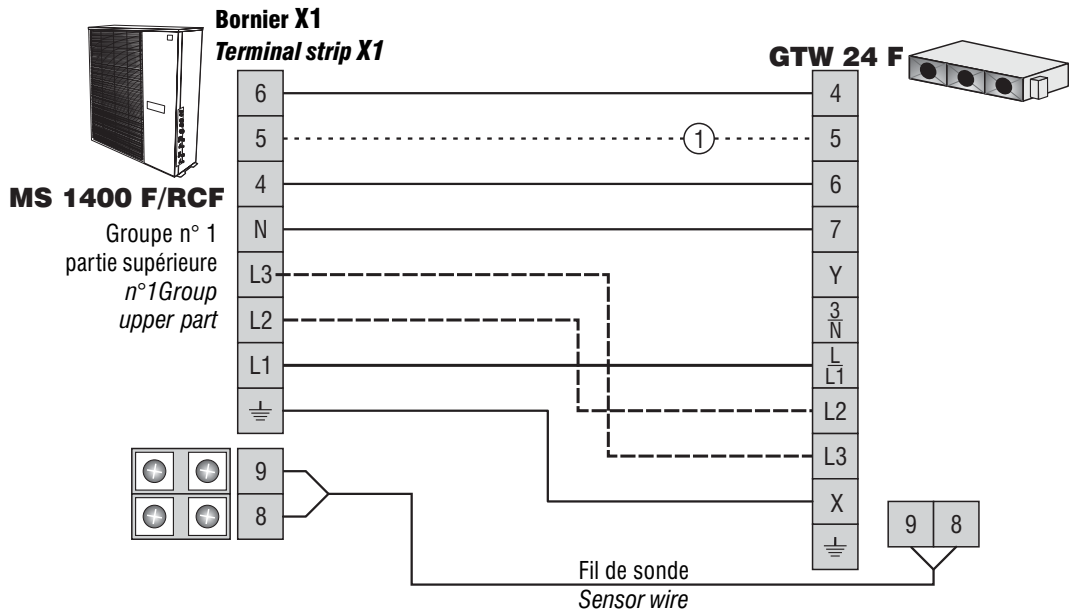 Bornier X1
Terminal strip X1
GTW 24 F
MS 1400 F/RCF
Groupe n° 1
partie supérieure
n°1Group
upper part
6
5
4
N
L3
L2
L1
9
8
1
4
5
6
7
Y
3
N
L
L1
L2
L3
X
9 8
Fil de sonde
Sensor wire